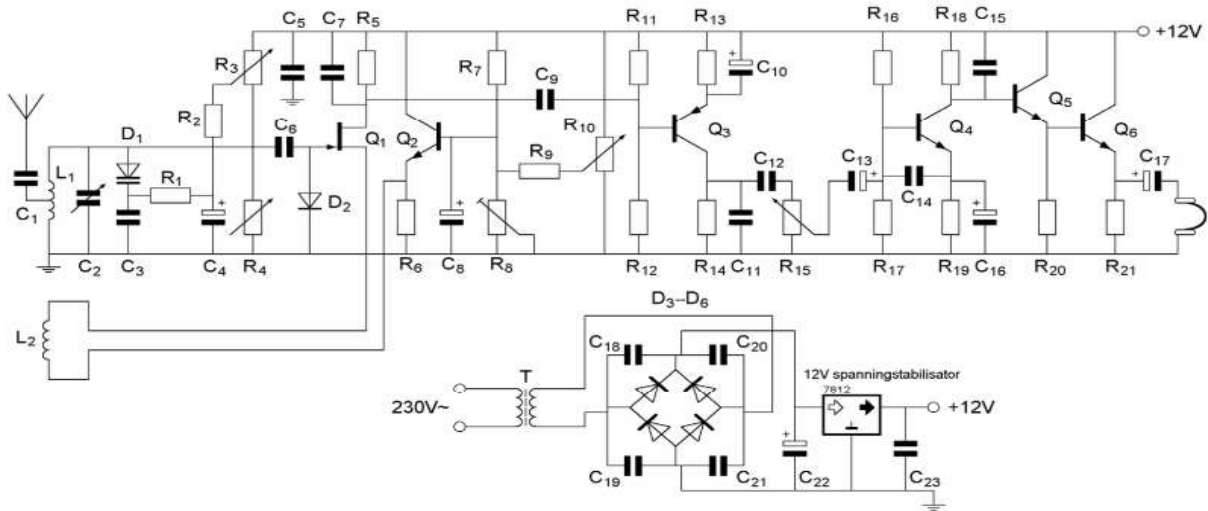 C5 C7 R5 R11 R13 R16 R18 C15
+12V
R3 R7 C9 + C10
R10 Q5
R2 Q1 Q2 Q3 Q4 Q6
D1 C6
L1 R1 R9 C12 C13 C17
C1 + D2 + + C14 + +
C2 C3 C4 R4 R6 C8 R8 R12 R14 C11 R15 R17 R19 C16 R20 R21
D3–D6
L2 C18 C20
T 12V spanningstabilisator
7812
230V~ +12V
+
C19 C21 C22 C23